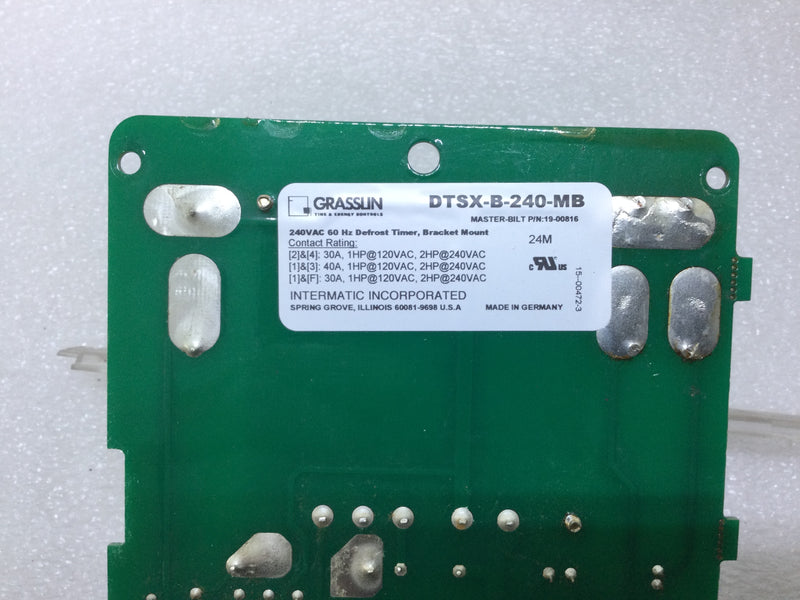 GRASSLIN
TIME & ENERGY CONTROLS
DTSX-B-240-MB
MASTER-BILT P/N:19-00816
240VAC 60 Hz Defrost Timer, Bracket Mount
24M
Contact Rating:
[2]&[4]: 30A, 1HP@120VAC, 2HP@240VAC
[1]&[3]: 40A, 1HP@120VAC, 2HP@240VAC
[1]&[F]: 30A, 1HP@120VAC, 2HP@240VAC
c RU us
INTERMATIC INCORPORATED
SPRING GROVE, ILLINOIS 60081-9698 U.S.A
MADE IN GERMANY
15-00472-3